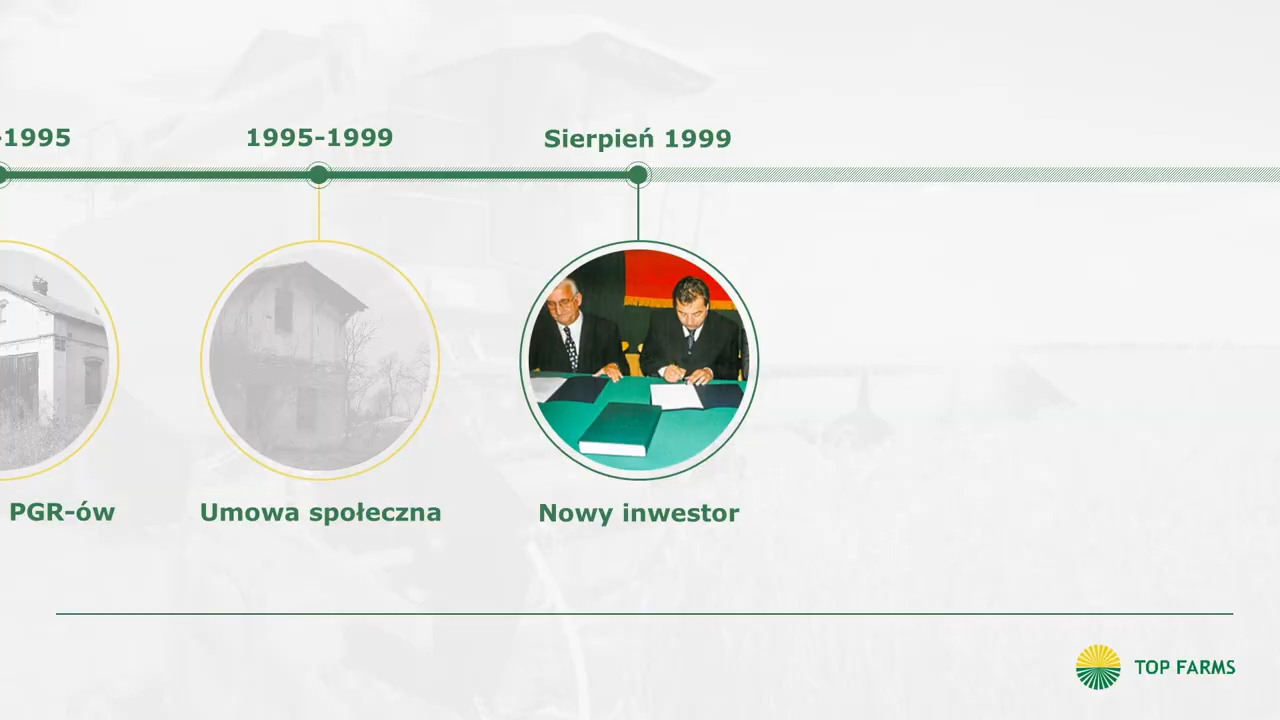 -1995
1995-1999
Sierpień 1999
PGR-ów
Umowa społeczna
Nowy inwestor
TOP FARMS